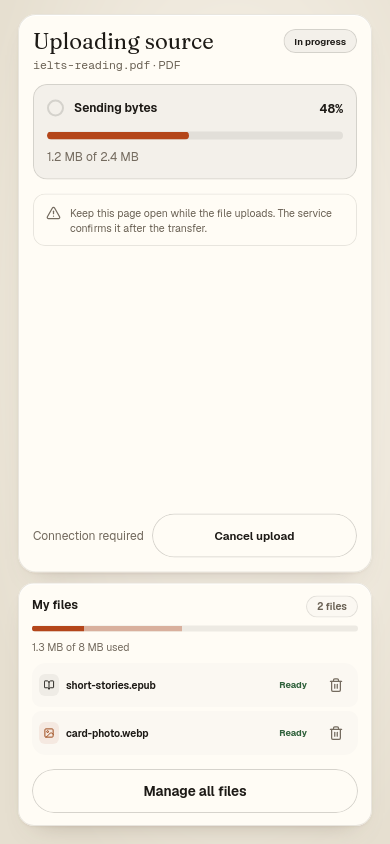 Uploading source
In progress
ielts-reading.pdf · PDF
Sending bytes
48%
1.2 MB of 2.4 MB
Keep this page open while the file uploads. The service
confirms it after the transfer.
Connection required
Cancel upload
My files
2 files
1.3 MB of 8 MB used
short-stories.epub
Ready
card-photo.webp
Ready
Manage all files